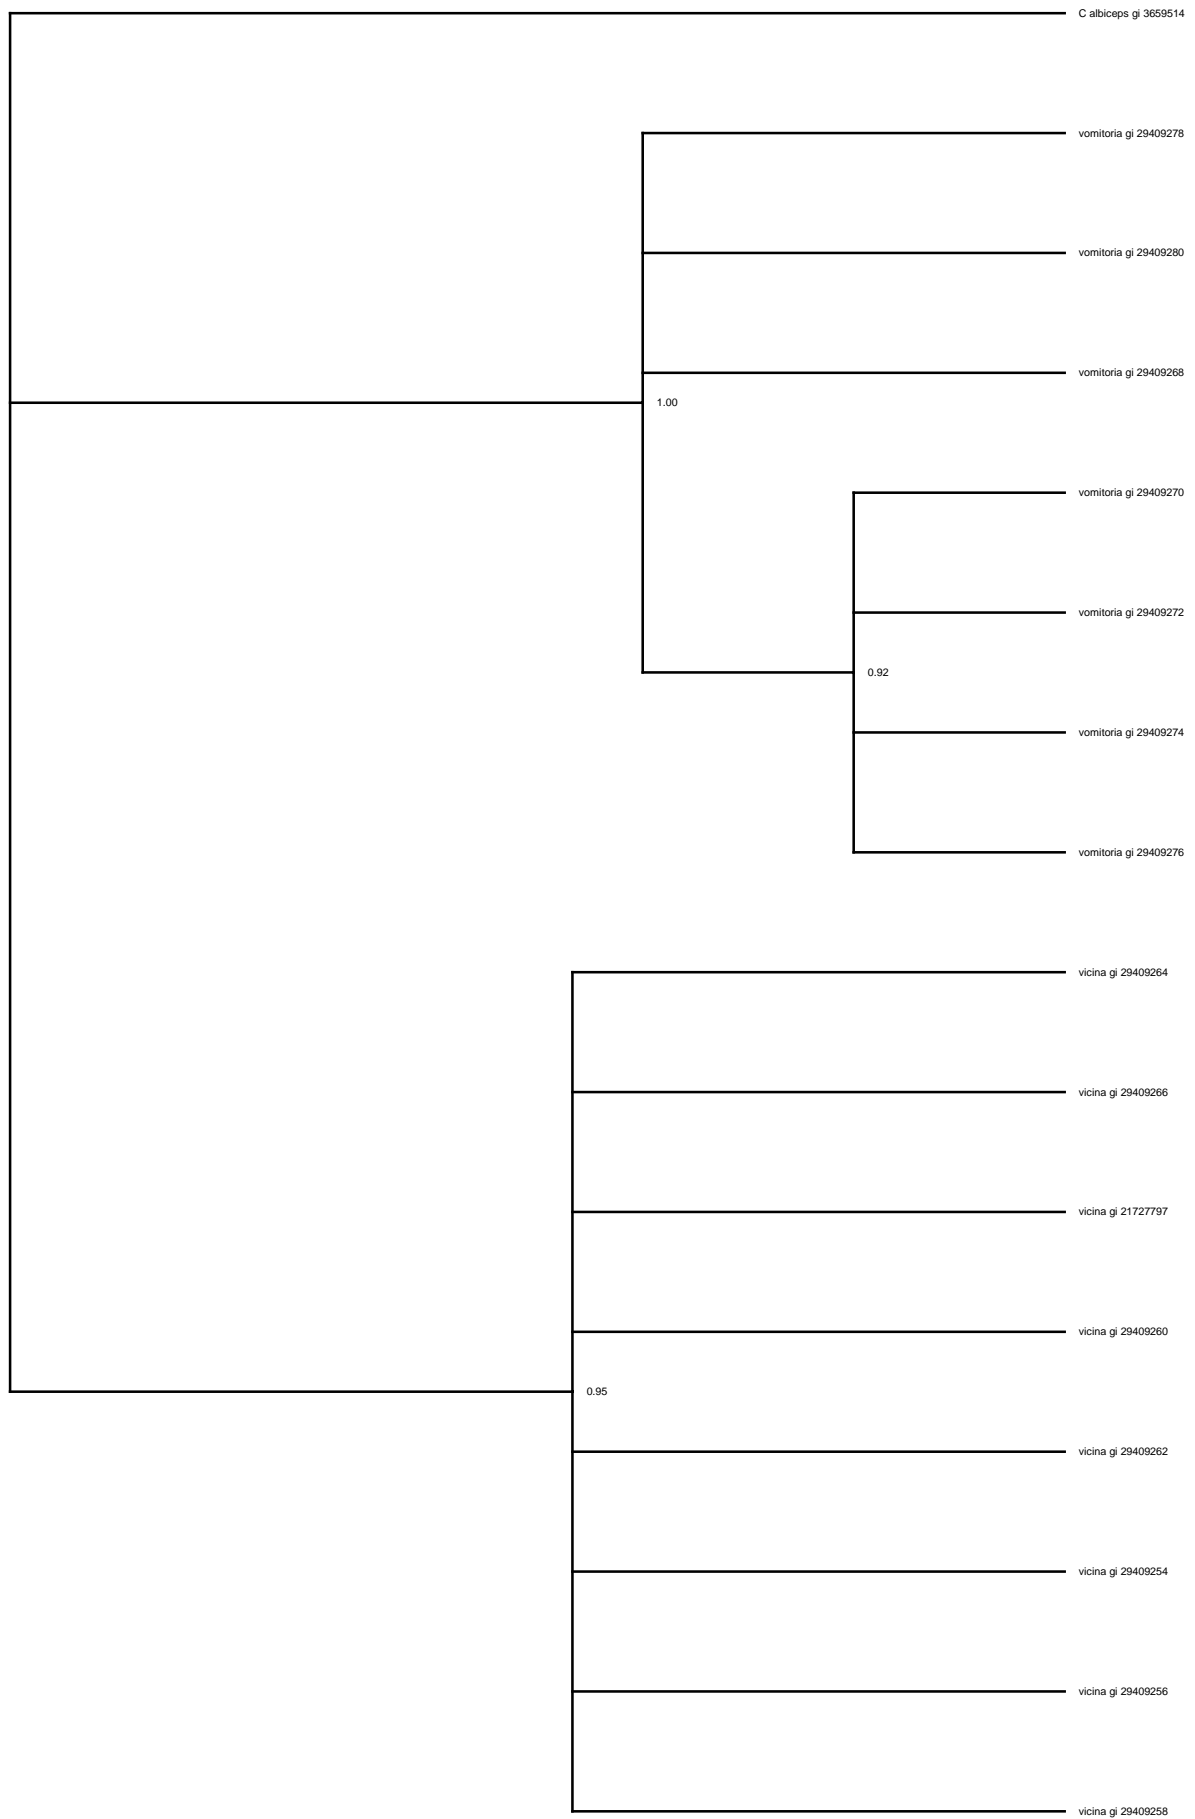 C albiceps gi 3659514
vomitoria gi 29409278
vomitoria gi 29409280
vomitoria gi 29409268
1.00
vomitoria gi 29409270
vomitoria gi 29409272
0.92
vomitoria gi 29409274
vomitoria gi 29409276
vicina gi 29409264
vicina gi 29409266
vicina gi 21727797
vicina gi 29409260
0.95
vicina gi 29409262
vicina gi 29409254
vicina gi 29409256
vicina gi 29409258